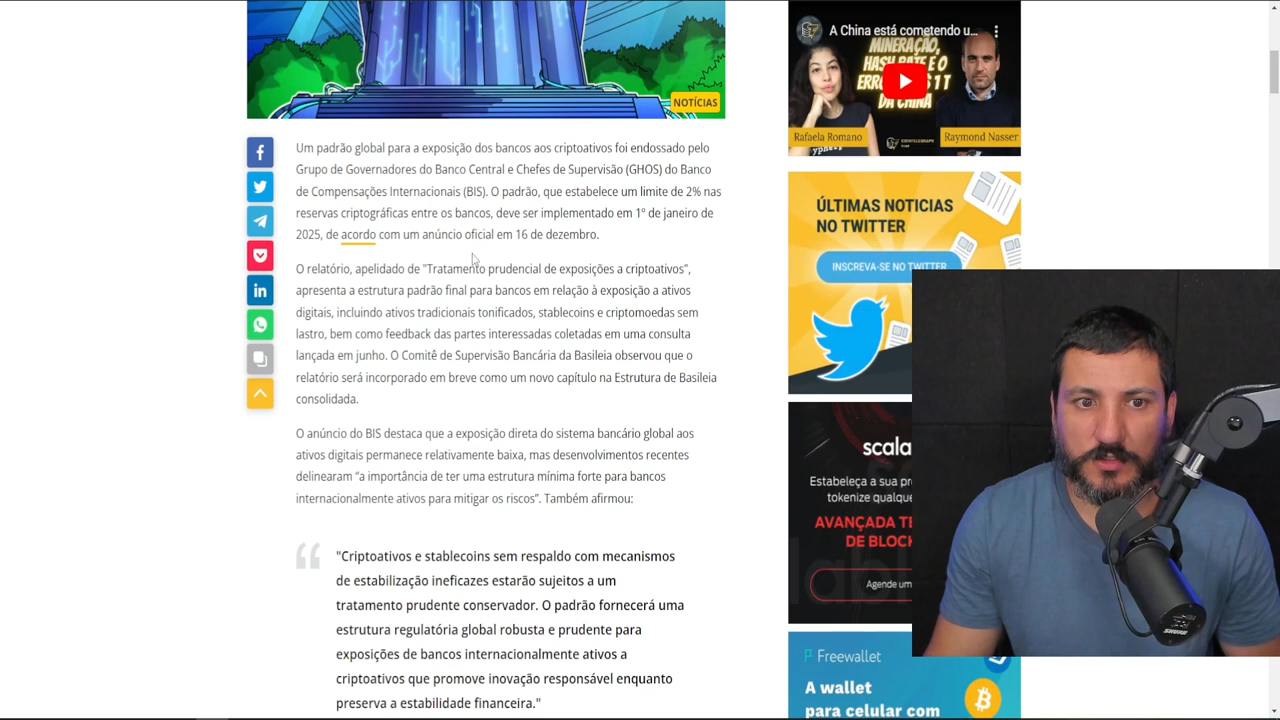 NOTÍCIAS
Um padrão global para a exposição dos bancos aos criptoativos foi endossado pelo
Grupo de Governadores do Banco Central e Chefes de Supervisão (GHOS) do Banco
de Compensações Internacionais (BIS). O padrão, que estabelece um limite de 2% nas
reservas criptográficas entre os bancos, deve ser implementado em 1º de janeiro de
2025, de acordo com um anúncio oficial em 16 de dezembro.
O relatório, apelidado de "Tratamento prudencial de exposições a criptoativos",
apresenta a estrutura padrão final para bancos em relação à exposição a ativos
digitais, incluindo ativos tradicionais tonificados, stablecoins e criptomoedas sem
lastro, bem como feedback das partes interessadas coletadas em uma consulta
lançada em junho. O Comitê de Supervisão Bancária da Basileia observou que o
relatório será incorporado em breve como um novo capítulo na Estrutura de Basileia
consolidada.
O anúncio do BIS destaca que a exposição direta do sistema bancário global aos
ativos digitais permanece relativamente baixa, mas desenvolvimentos recentes
delinearam “a importância de ter uma estrutura mínima forte para bancos
internacionalmente ativos para mitigar os riscos”. Também afirmou:
"Criptoativos e stablecoins sem respaldo com mecanismos
de estabilização ineficazes estarão sujeitos a um
tratamento prudente conservador. O padrão fornecerá uma
estrutura regulatória global robusta e prudente para
exposições de bancos internacionalmente ativos a
criptoativos que promove inovação responsável enquanto
preserva a estabilidade financeira."
A China está cometendo u...
MINERAÇÃO,
HASH RATE E O
DA CHINA
Rafaela Romano
Raymond Nasser
ÚLTIMAS NOTICIAS
NO TWITTER
INSCREVA-SE NO TWITTER
scala
Estabeleça a sua pr
tokenize qualque
AVANÇADA TE
DE BLOC
Agende um
Freewallet
A wallet
para celular com
SHURE